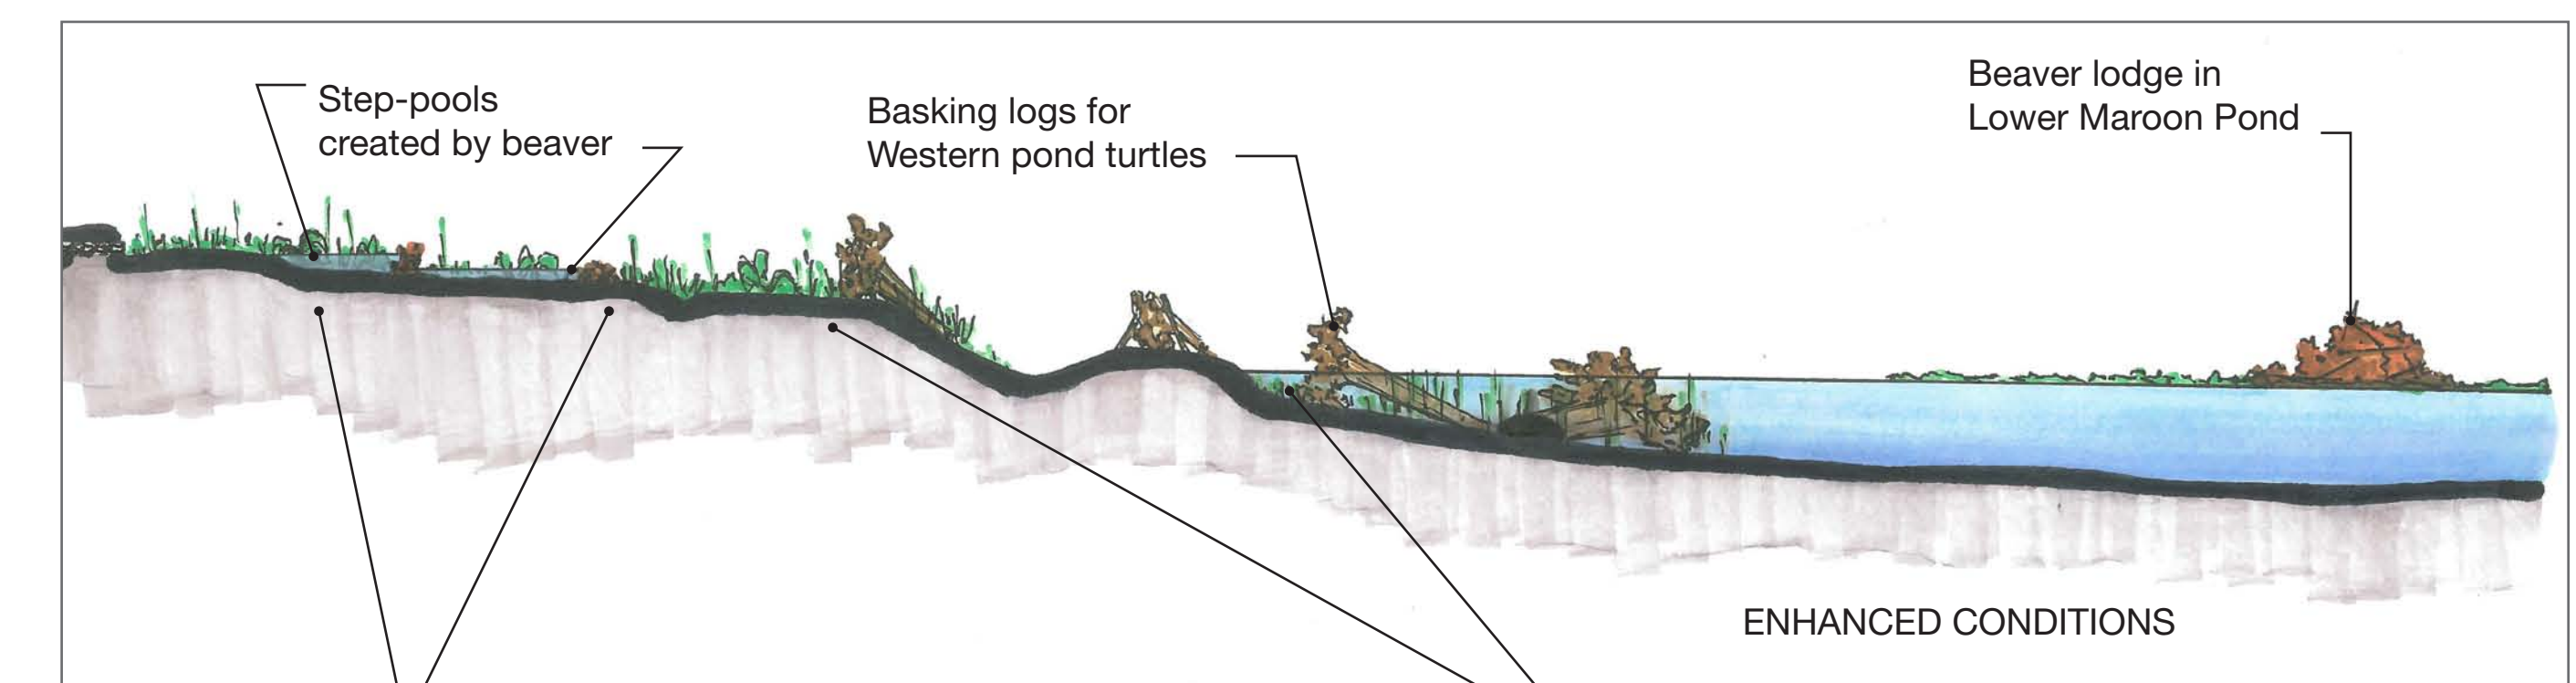 Step-pools
created by beaver
Basking logs for
Western pond turtles
Beaver lodge in
Lower Maroon Pond
ENHANCED CONDITIONS